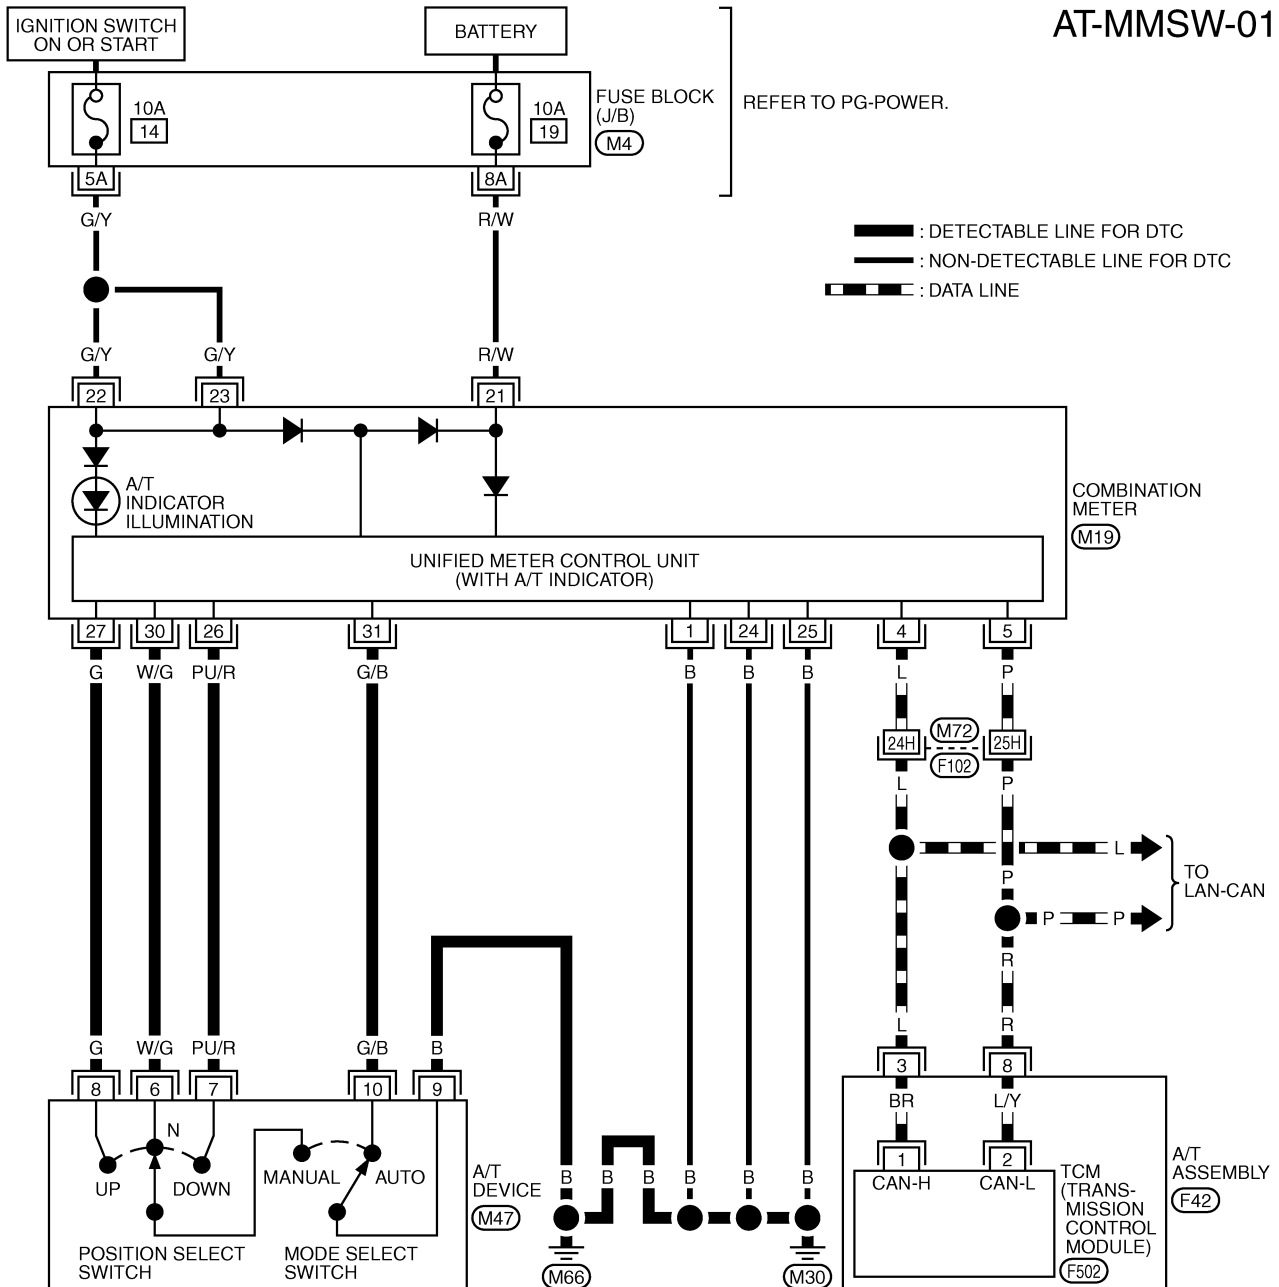 AT-MMSW-01
IGNITION SWITCH
ON OR START
BATTERY
10A
14
10A
19
FUSE BLOCK
(J/B)
M4
REFER TO PG-POWER.
5A
8A
G/Y
R/W
: DETECTABLE LINE FOR DTC
: NON-DETECTABLE LINE FOR DTC
: DATA LINE
G/Y
G/Y
R/W
22
23
21
A/T
INDICATOR
ILLUMINATION
COMBINATION
METER
M19
UNIFIED METER CONTROL UNIT
(WITH A/T INDICATOR)
27
30
26
31
1
24
25
4
5
G
W/G
PU/R
G/B
B
B
B
L
P
24H
M72
F102
25H
L
P
L
TO
LAN-CAN
P
P
P
R
L
R
G
W/G
PU/R
G/B
B
8
6
7
10
9
3
8
BR
L/Y
N
UP
DOWN
MANUAL
AUTO
POSITION SELECT
SWITCH
MODE SELECT
SWITCH
A/T
DEVICE
M47
B
B
B
B
B
B
M66
M30
1
2
CAN-H
CAN-L
TCM
(TRANS-
MISSION
CONTROL
MODULE)
F502
A/T
ASSEMBLY
F42